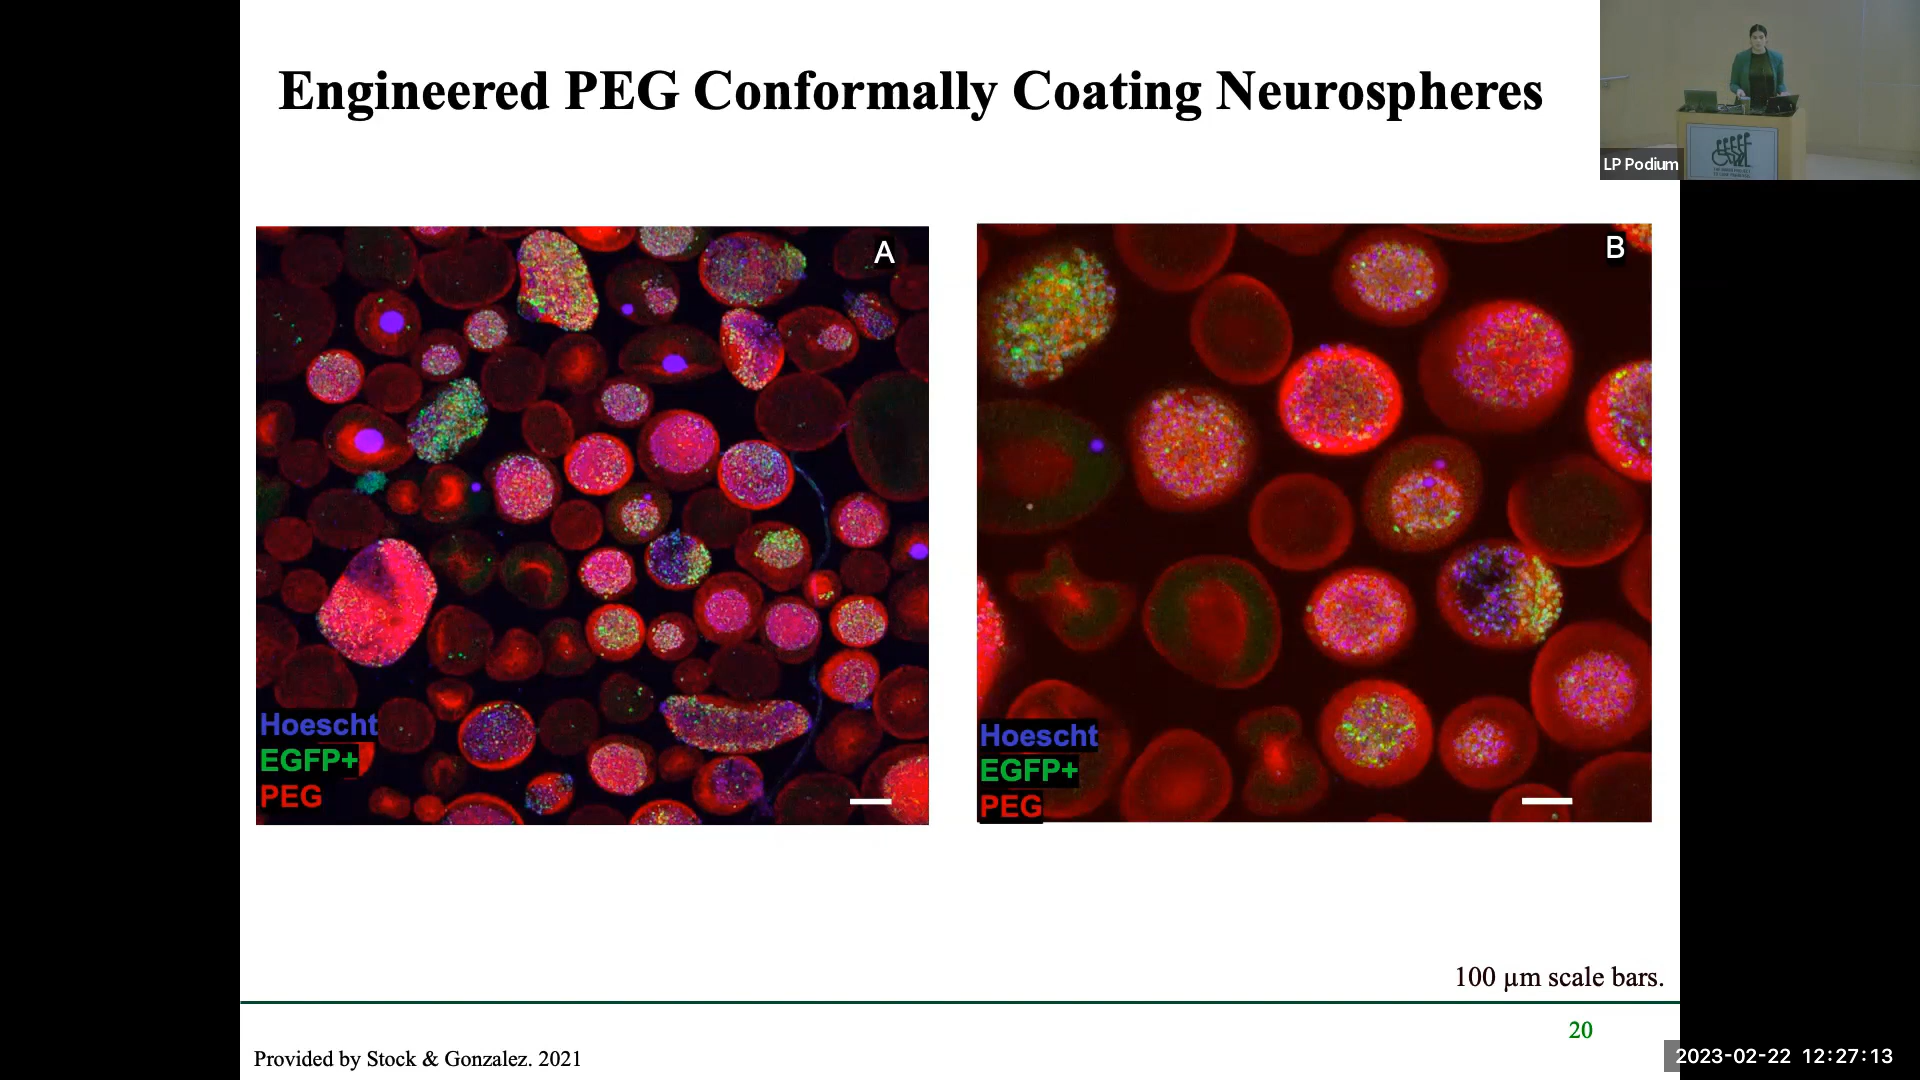 Engineered PEG Conformally Coating Neurospheres
LP Podium
A
Hoescht
EGFP+
PEG
B
Hoescht
EGFP+
PEG
100 µm scale bars.
20
Provided by Stock & Gonzalez. 2021
2023-02-22 12:27:13